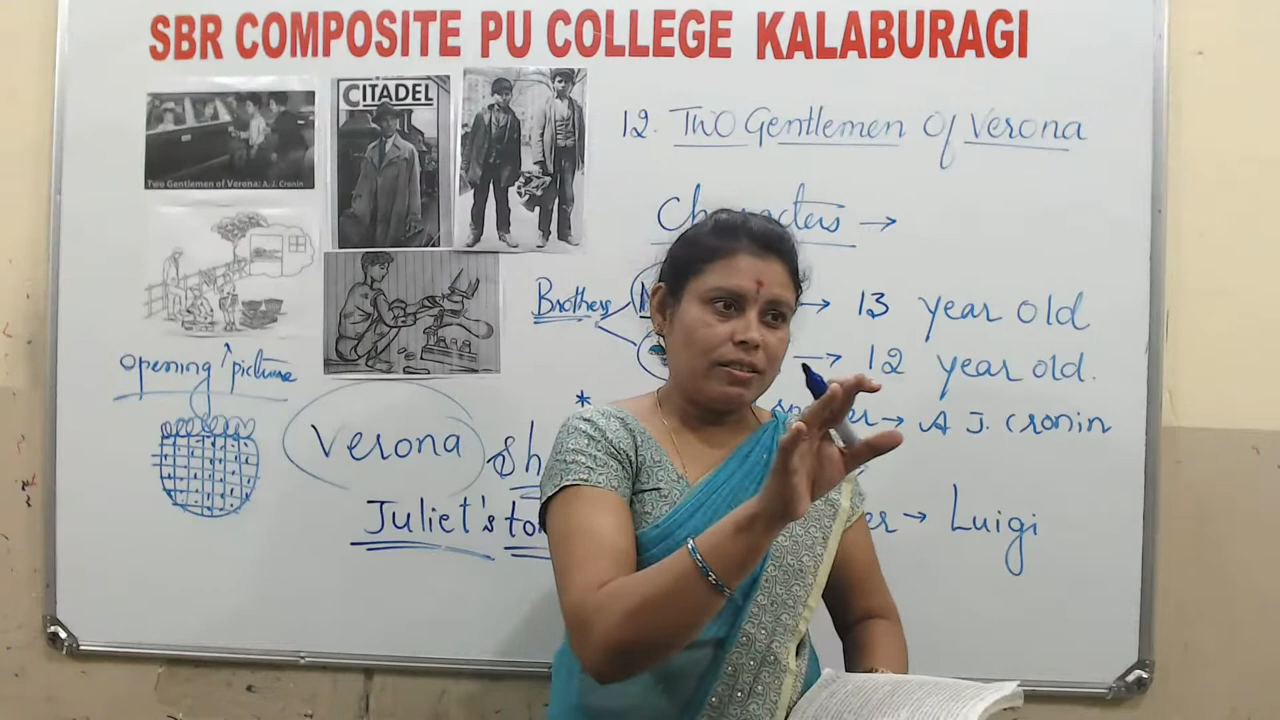 SBR COMPOSITE PU COLLEGE KALABURAGI
CITADEL
Two Gentlemen of Verona: A. J. Cronin
12. Two Gentlemen Of Verona
Characters →
Brothers
→ 13 year old
→ 12 year old.
→ A J. Cronin
opening picture
Verona
Juliet's
→ Luigi